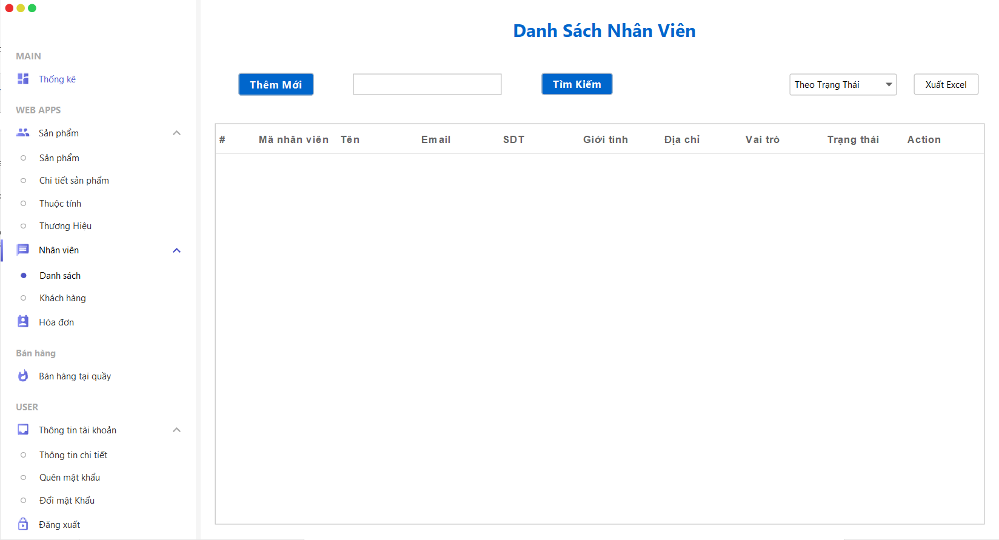 MAIN
Thống kê
WEB APPS
Sản phẩm
Sản phẩm
Chi tiết sản phẩm
Thuộc tính
Thương Hiệu
Nhân viên
Danh sách
Khách hàng
Hóa đơn
Bán hàng
Bán hàng tại quầy
USER
Thông tin tài khoản
Thông tin chi tiết
Quên mật khẩu
Đổi mật Khẩu
Đăng xuất
Danh Sách Nhân Viên
Thêm Mới
Tìm Kiếm
Theo Trạng Thái
Xuất Excel
# Mã nhân viên Tên Email SDT Giới tính Địa chỉ Vai trò Trạng thái Action